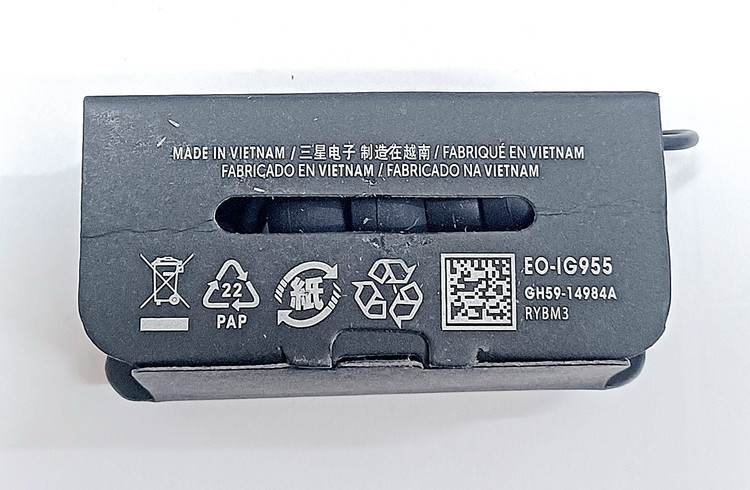 MADE IN VIETNAM / 三星电子 制造在越南 / FABRIQUÉ EN VIETNAM
FABRICADO EN VIETNAM / FABRICADO NA VIETNAM
22
PAP
紙
EO-IG955
GH59-14984A
RYBM3